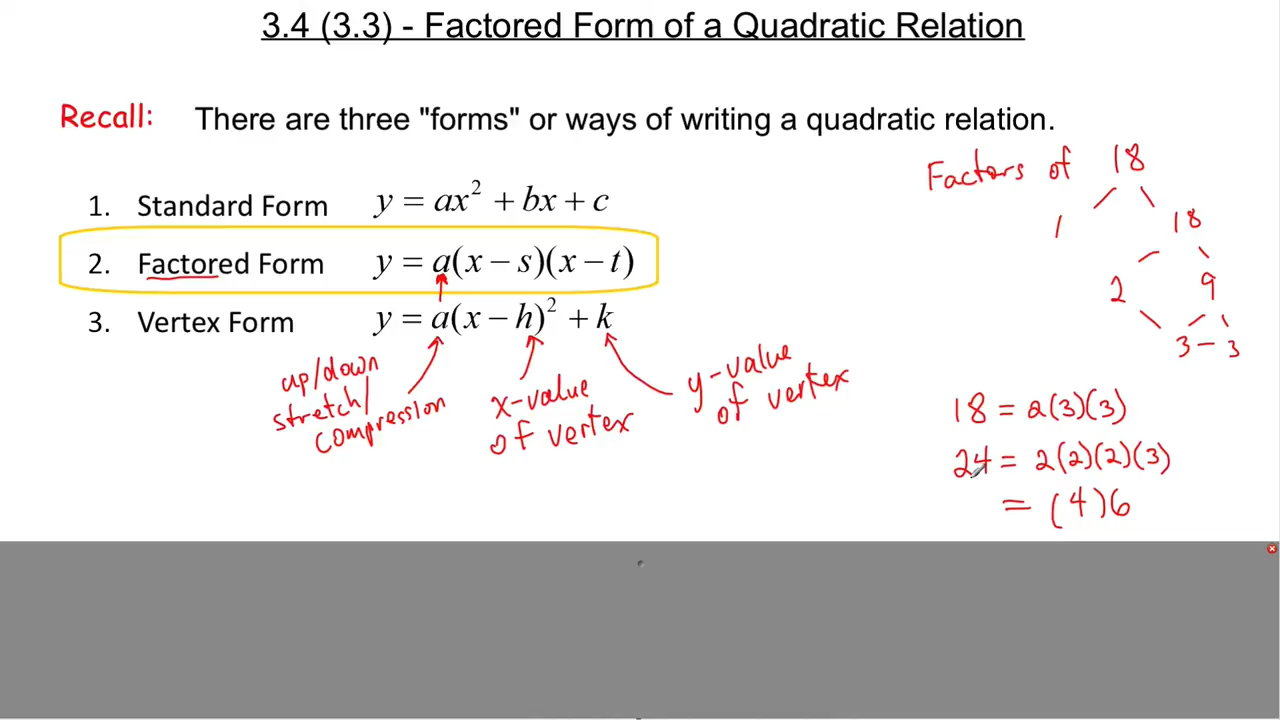 3.4 (3.3) - Factored Form of a Quadratic Relation
Recall: There are three "forms" or ways of writing a quadratic relation.
1. Standard Form y = ax² + bx + c
2. Factored Form y = a(x − s)(x − t)
3. Vertex Form y = a(x − h)² + k
up/down
stretch/
compression
x-value
of vertex
y-value
of vertex
Factors of 18
1 18
2 9
3 – 3
18 = 2(3)(3)
24 = 2(2)(2)(3)
= (4)6